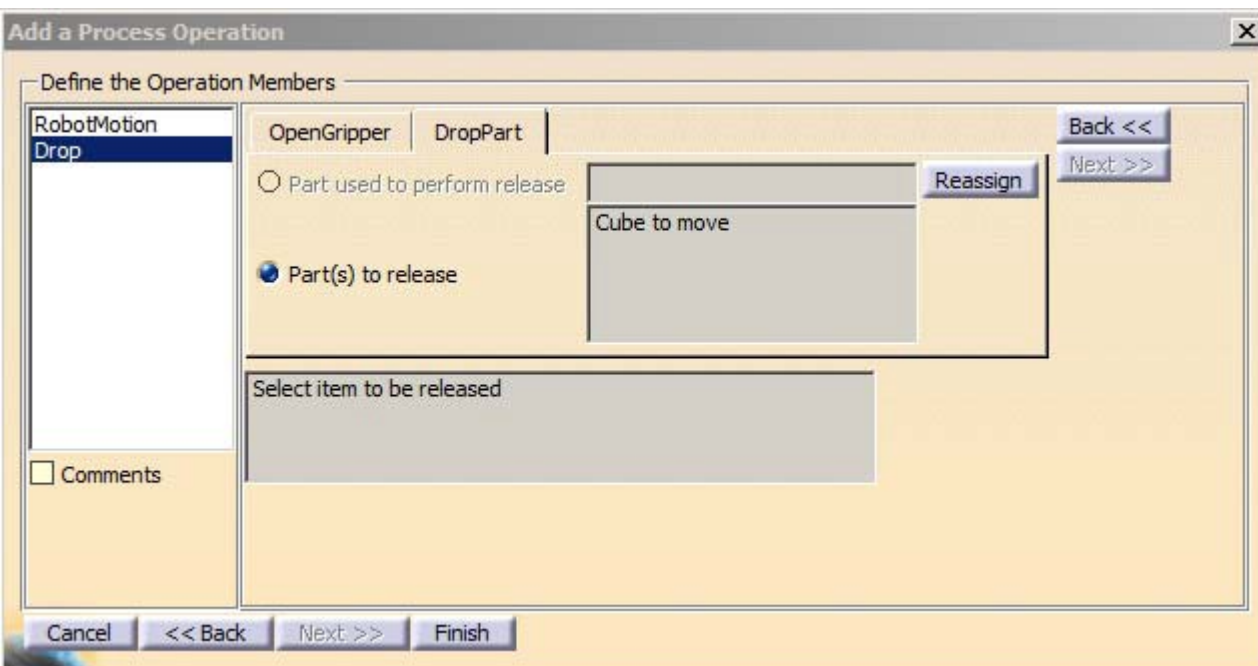 Add a Process Operation
Define the Operation Members
RobotMotion
Drop
Comments
OpenGripper DropPart
Part used to perform release Reassign
Part(s) to release
Cube to move
Select item to be released
Back <<
Next >>
Cancel << Back Next >> Finish